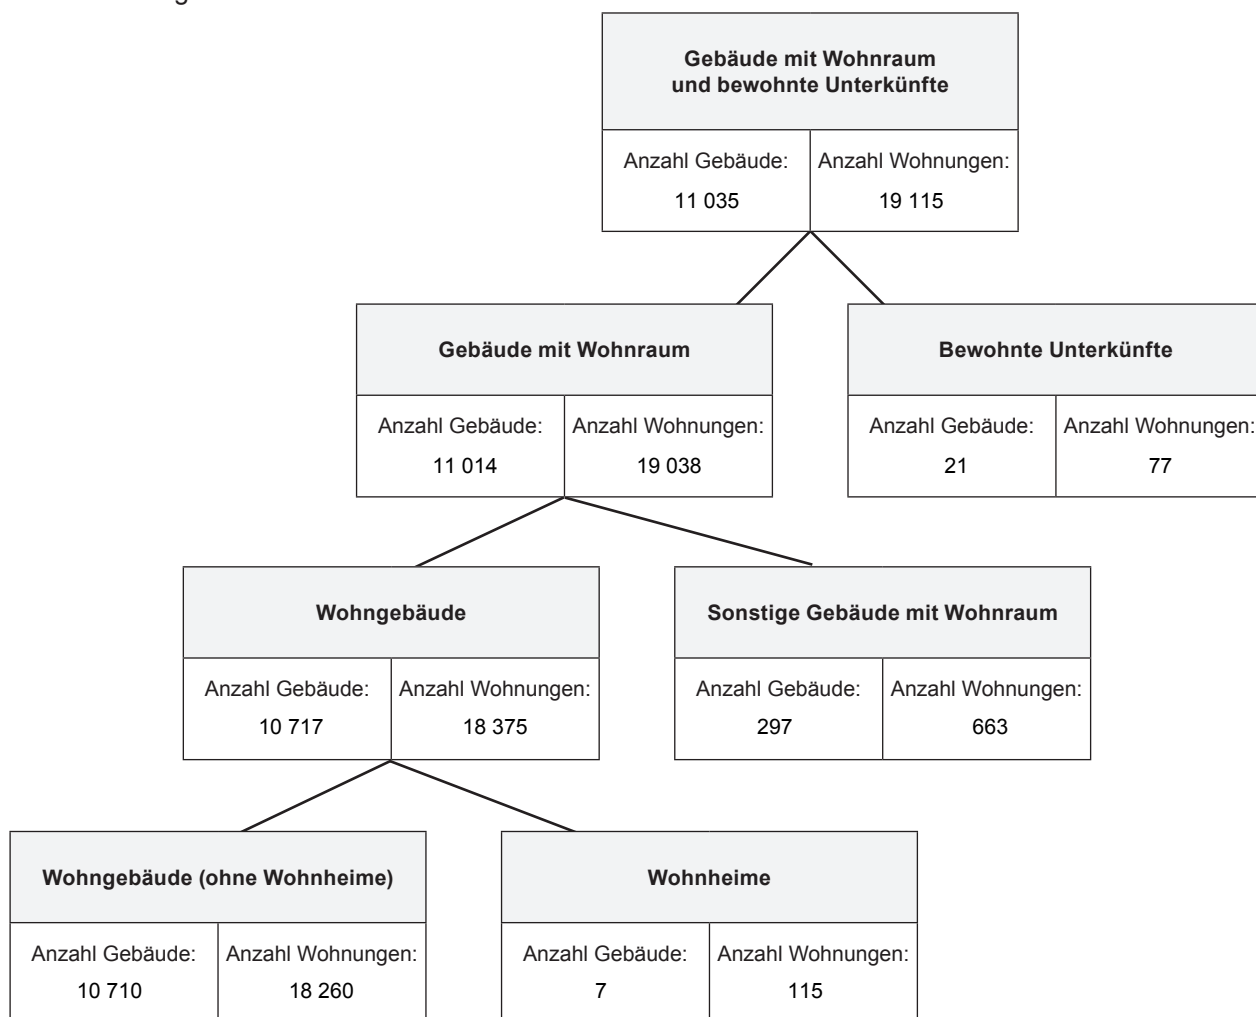 Gebäude mit Wohnraum
und bewohnte Unterkünfte
Anzahl Gebäude: Anzahl Wohnungen:
11 035 19 115
Gebäude mit Wohnraum Bewohnte Unterkünfte
Anzahl Gebäude: Anzahl Wohnungen: Anzahl Gebäude: Anzahl Wohnungen:
11 014 19 038 21 77
Wohngebäude Sonstige Gebäude mit Wohnraum
Anzahl Gebäude: Anzahl Wohnungen: Anzahl Gebäude: Anzahl Wohnungen:
10 717 18 375 297 663
Wohngebäude (ohne Wohnheime) Wohnheime
Anzahl Gebäude: Anzahl Wohnungen: Anzahl Gebäude: Anzahl Wohnungen:
10 710 18 260 7 115